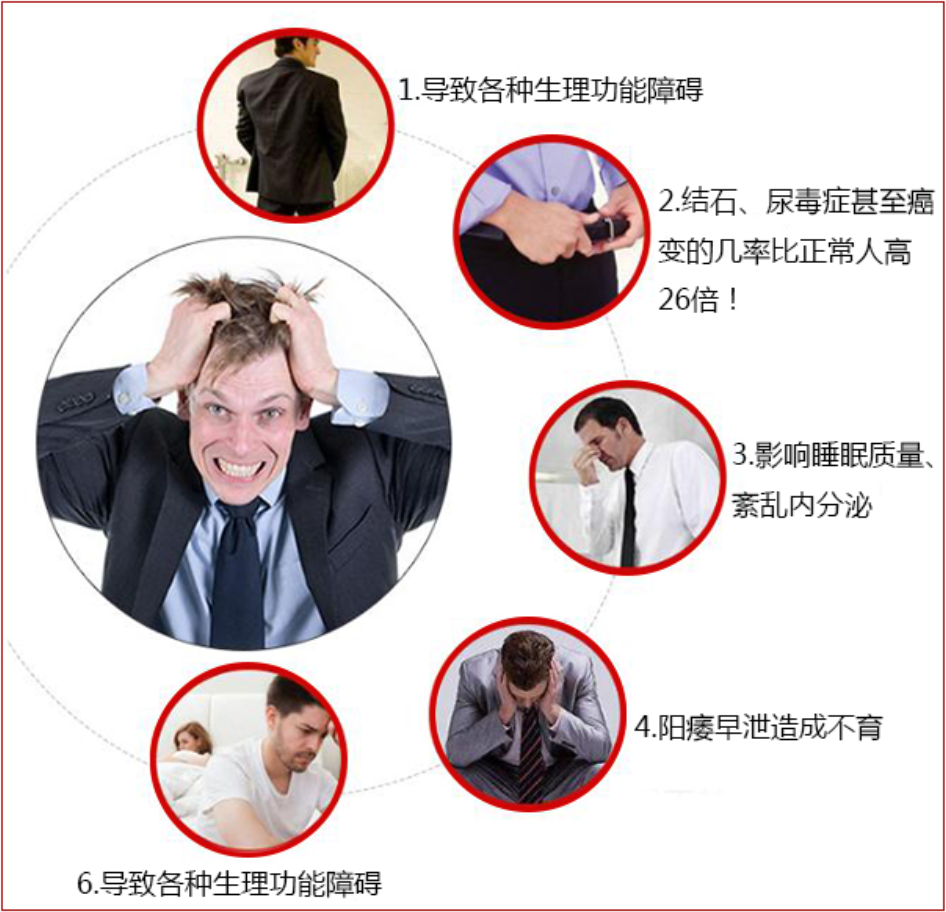 1.导致各种生理功能障碍
2.结石、尿毒症甚至癌
变的几率比正常人高
26倍！
3.影响睡眠质量、
紊乱内分泌
4.阳痿早泄造成不育
6.导致各种生理功能障碍